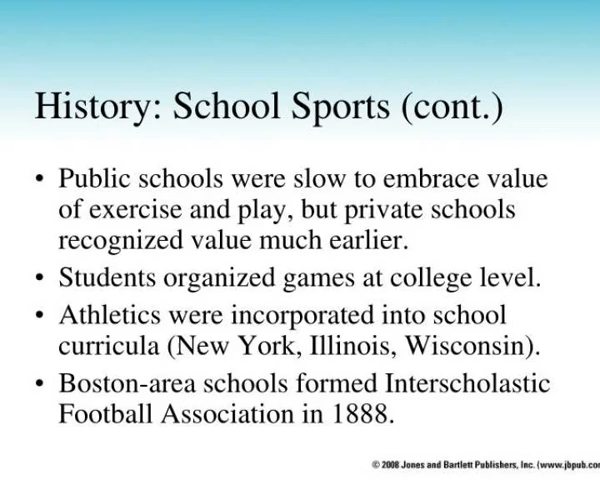 History: School Sports (cont.)
• Public schools were slow to embrace value
of exercise and play, but private schools
recognized value much earlier.
• Students organized games at college level.
• Athletics were incorporated into school
curricula (New York, Illinois, Wisconsin).
• Boston-area schools formed Interscholastic
Football Association in 1888.
© 2008 Jones and Bartlett Publishers, Inc. (www.jbpub.com